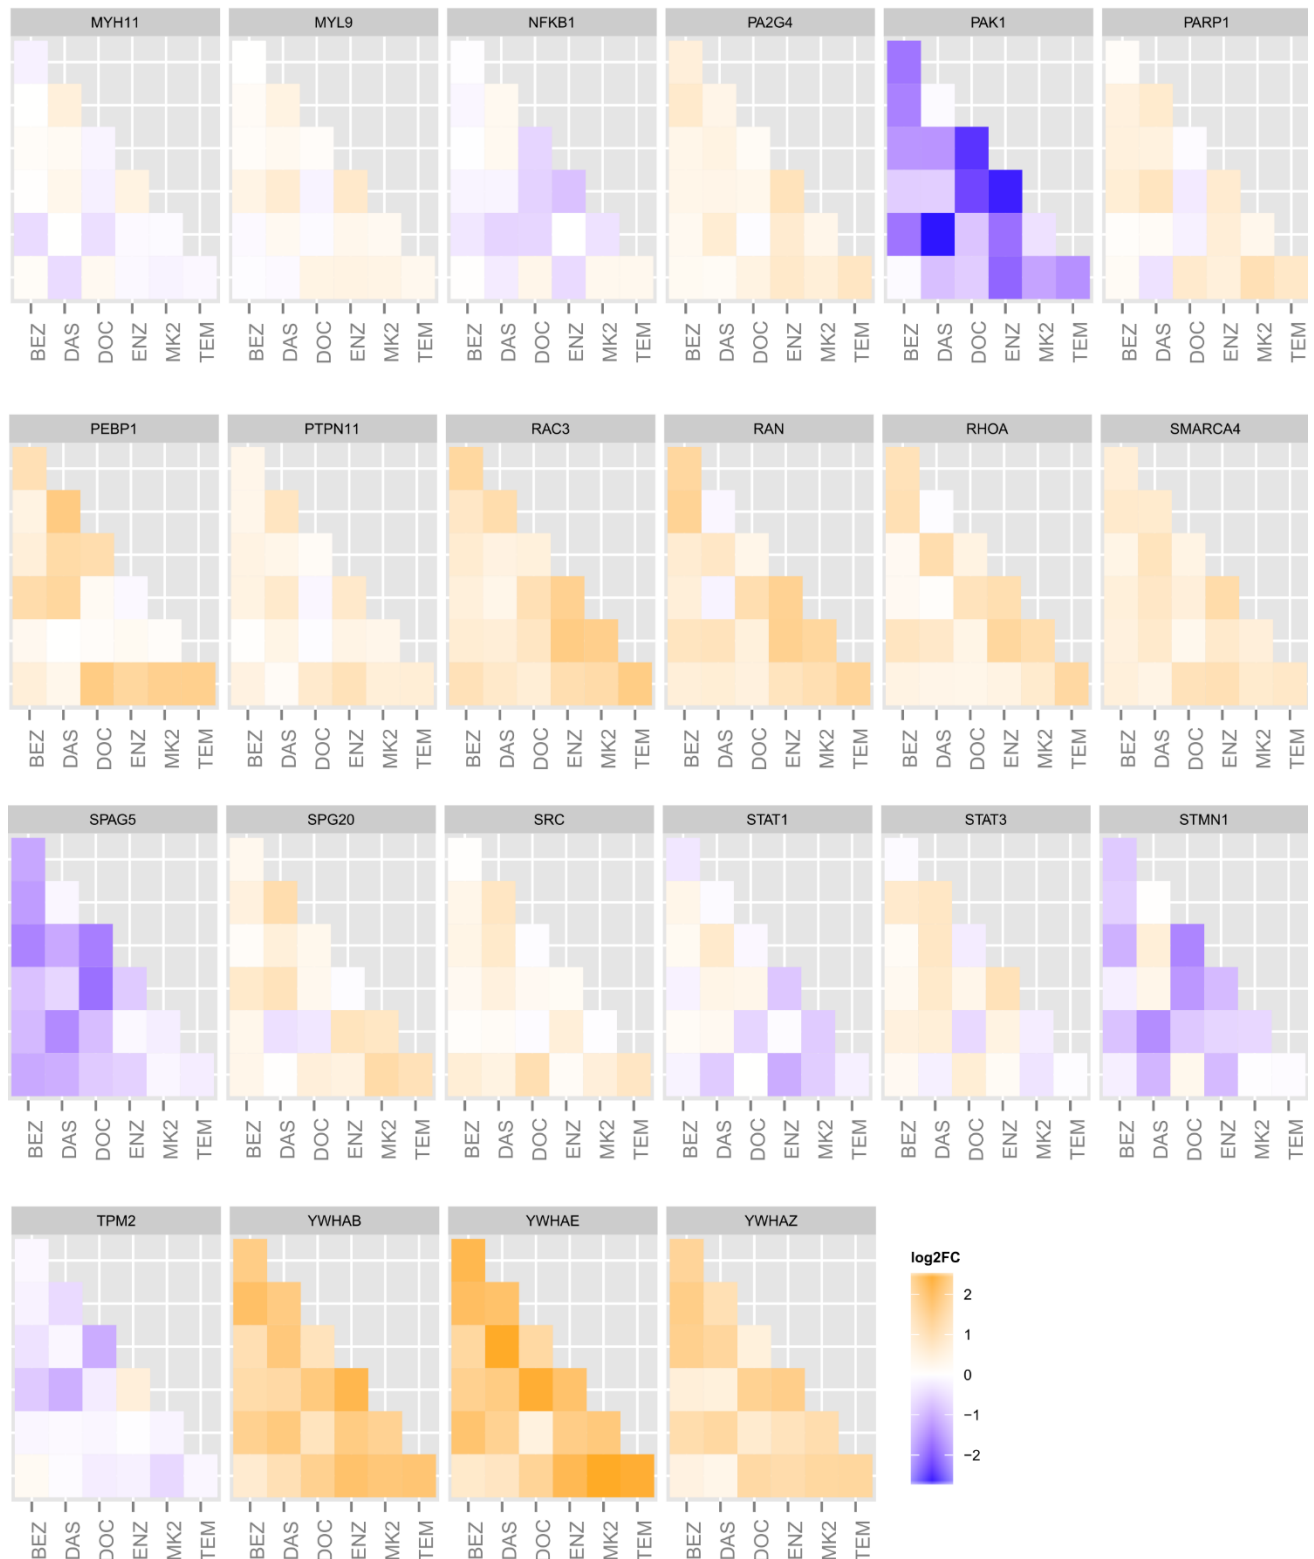 MYH11 MYL9 NFKB1 PA2G4 PAK1 PARP1
BEZ DAS DOC ENZ MK2 TEM BEZ DAS DOC ENZ MK2 TEM BEZ DAS DOC ENZ MK2 TEM BEZ DAS DOC ENZ MK2 TEM BEZ DAS DOC ENZ MK2 TEM BEZ DAS DOC ENZ MK2 TEM
PEBP1 PTPN11 RAC3 RAN RHOA SMARCA4
BEZ DAS DOC ENZ MK2 TEM BEZ DAS DOC ENZ MK2 TEM BEZ DAS DOC ENZ MK2 TEM BEZ DAS DOC ENZ MK2 TEM BEZ DAS DOC ENZ MK2 TEM BEZ DAS DOC ENZ MK2 TEM
SPAG5 SPG20 SRC STAT1 STAT3 STMN1
BEZ DAS DOC ENZ MK2 TEM BEZ DAS DOC ENZ MK2 TEM BEZ DAS DOC ENZ MK2 TEM BEZ DAS DOC ENZ MK2 TEM BEZ DAS DOC ENZ MK2 TEM BEZ DAS DOC ENZ MK2 TEM
TPM2 YWHAB YWHAE YWHAZ
log2FC
2
1
0
−1
−2
BEZ DAS DOC ENZ MK2 TEM BEZ DAS DOC ENZ MK2 TEM BEZ DAS DOC ENZ MK2 TEM BEZ DAS DOC ENZ MK2 TEM